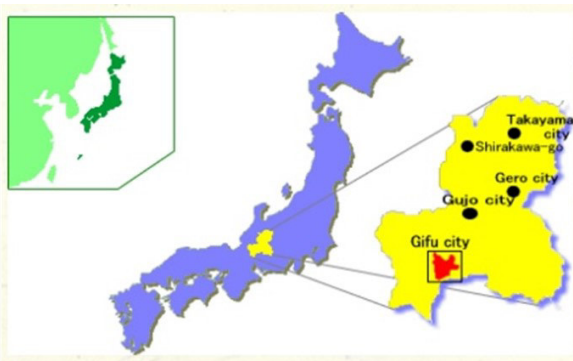 Takayama
city
Shirakawa-go
Gero city
Gujo city
Gifu city